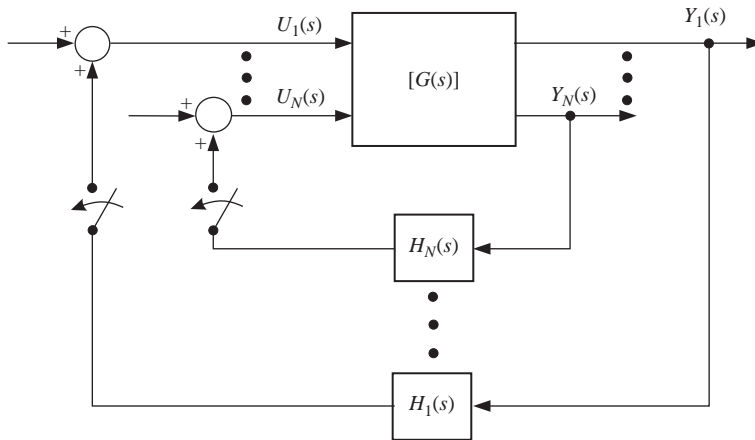 U₁(s)
Y₁(s)
+
+
U_N(s)
[G(s)]
Y_N(s)
+
+
H_N(s)
H₁(s)